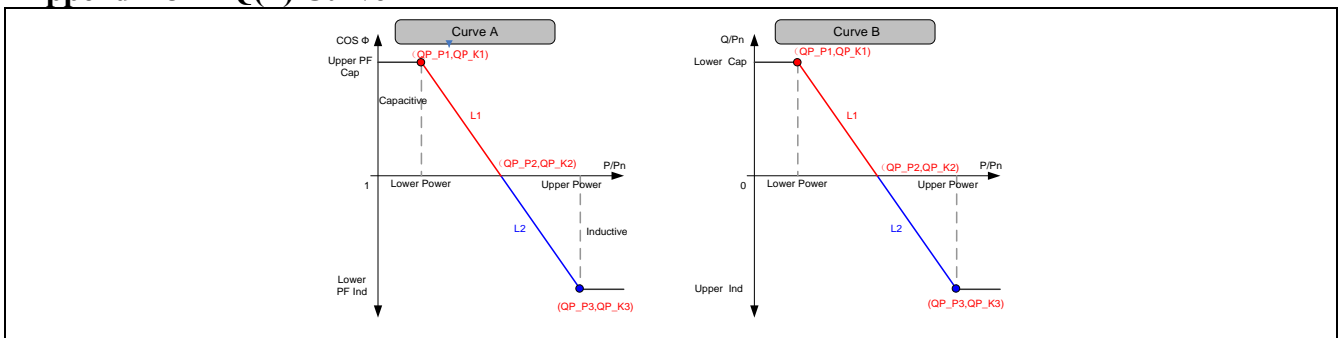 Curve A
COS Φ
(QP_P1,QP_K1)
Upper PF
Cap
Capacitive
L1
(QP_P2,QP_K2)
P/Pn
1
Lower Power
Upper Power
L2
Inductive
Lower
PF Ind
(QP_P3,QP_K3)
Curve B
Q/Pn
(QP_P1,QP_K1)
Lower Cap
L1
(QP_P2,QP_K2)
P/Pn
0
Lower Power
Upper Power
L2
Upper Ind
(QP_P3,QP_K3)